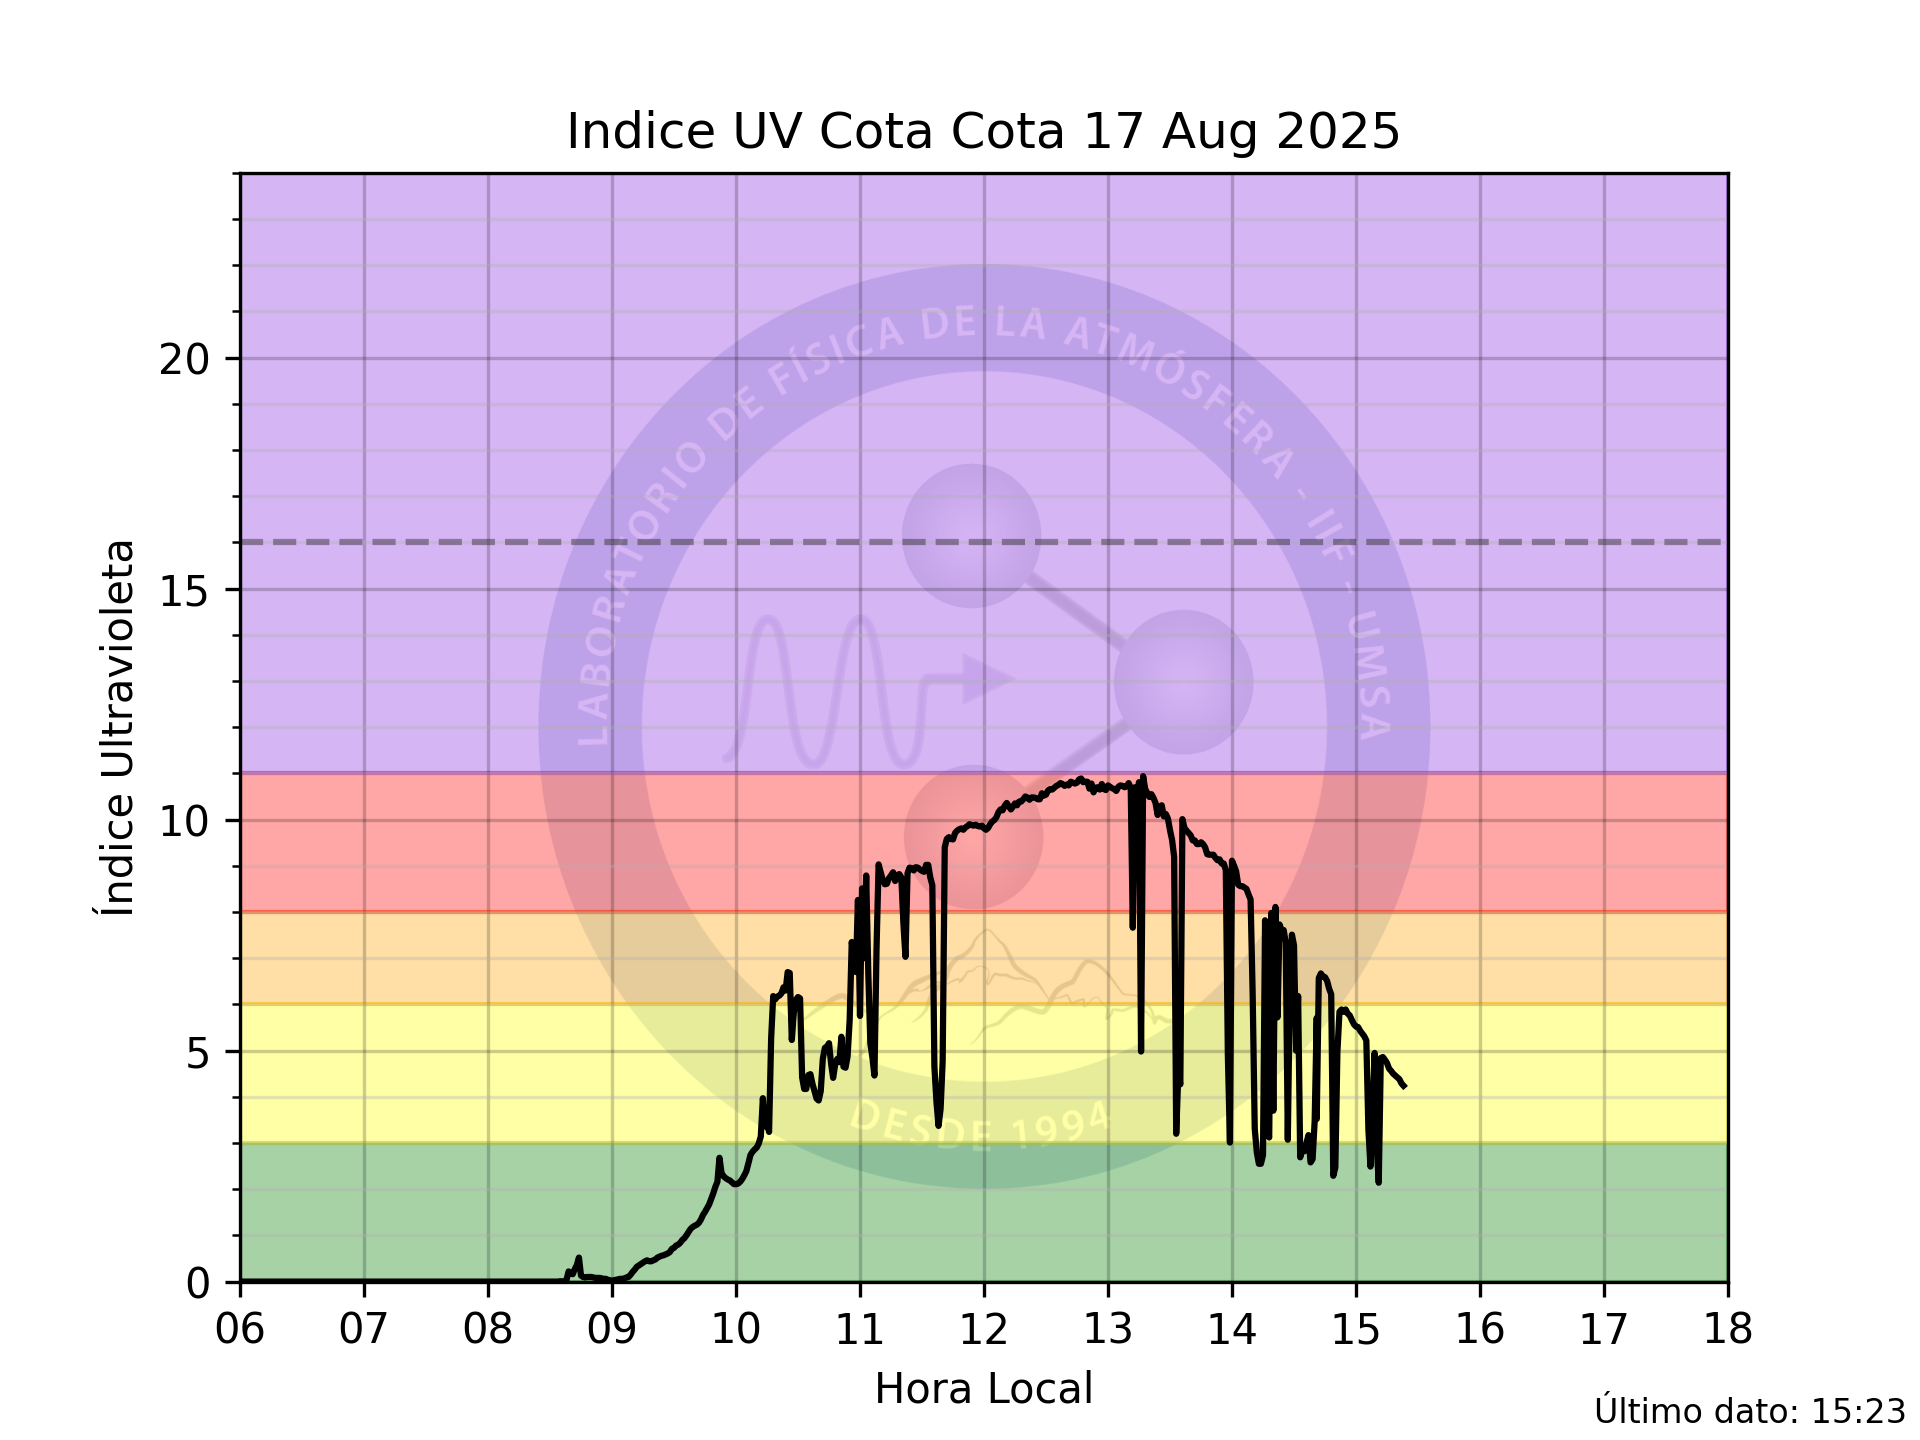 Indice UV Cota Cota 17 Aug 2025
Índice Ultravioleta
20
15
10
5
0
LABORATORIO DE FÍSICA DE LA ATMÓSFERA - IIF - UMSA
DESDE 1994
06 07 08 09 10 11 12 13 14 15 16 17 18
Hora Local
Último dato: 15:23